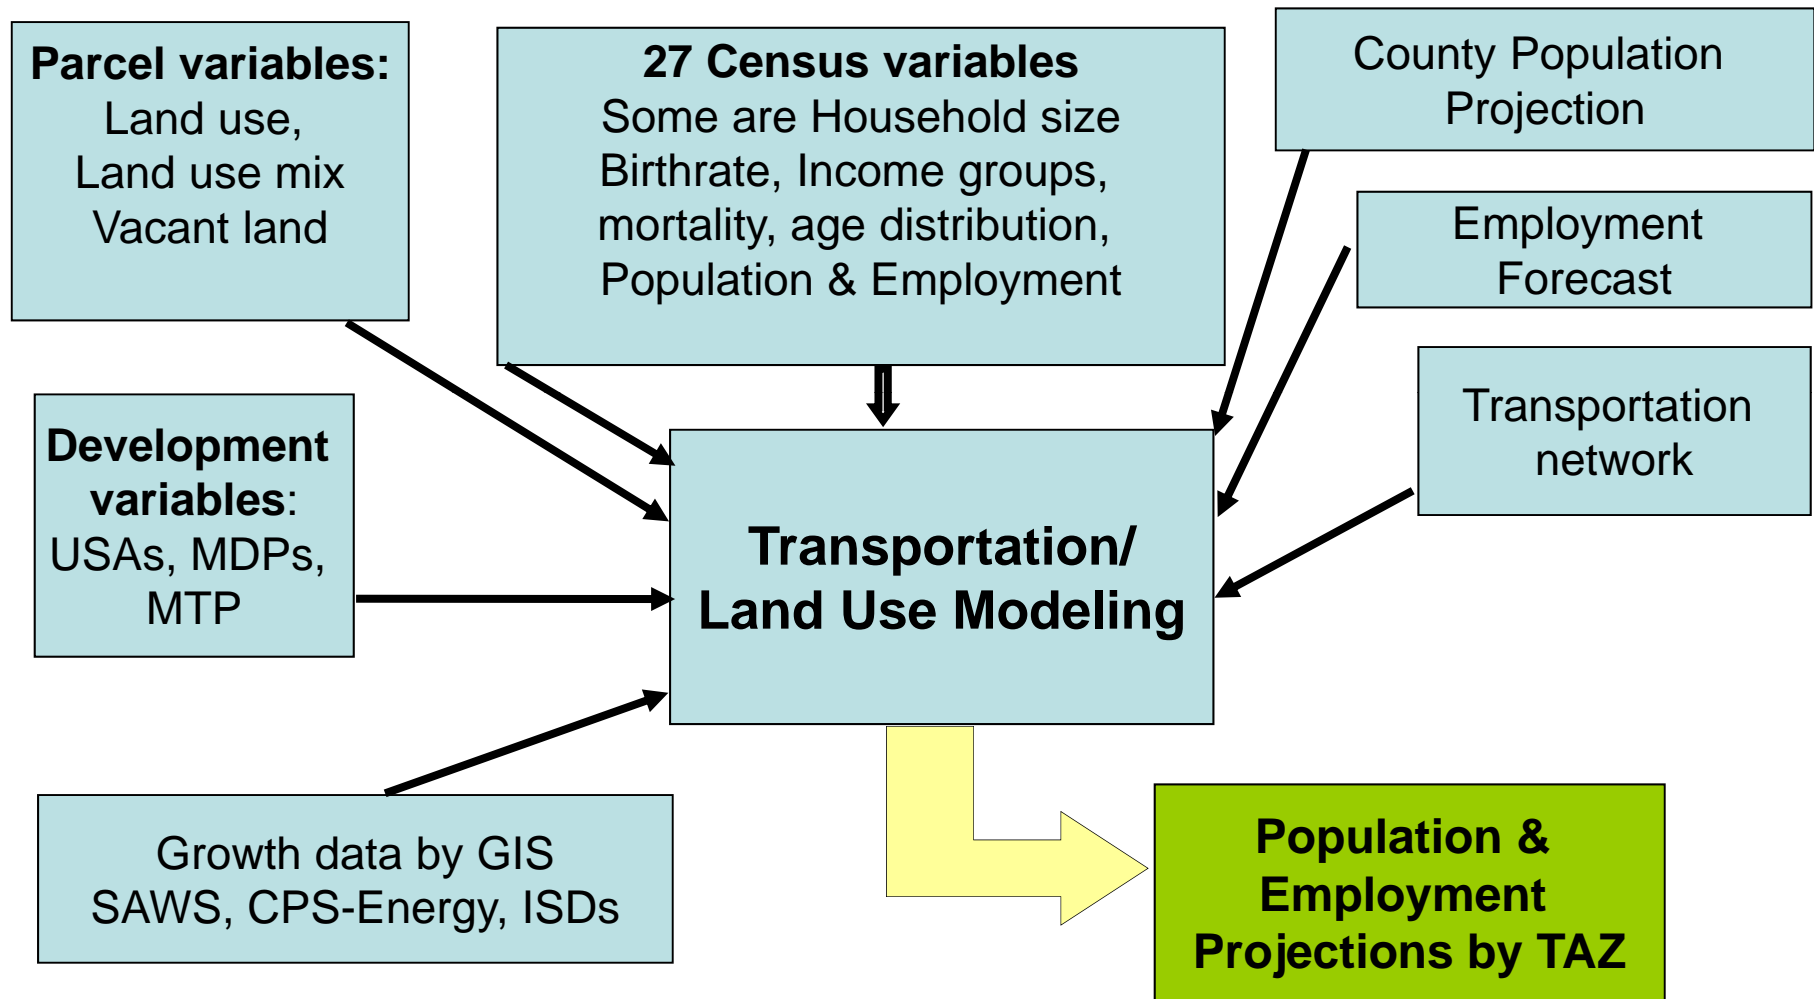 Parcel variables:
Land use,
Land use mix
Vacant land
27 Census variables
Some are Household size
Birthrate, Income groups,
mortality, age distribution,
Population & Employment
County Population
Projection
Employment
Forecast
Transportation
network
Development
variables:
USAs, MDPs,
MTP
Transportation/
Land Use Modeling
Growth data by GIS
SAWS, CPS-Energy, ISDs
Population &
Employment
Projections by TAZ